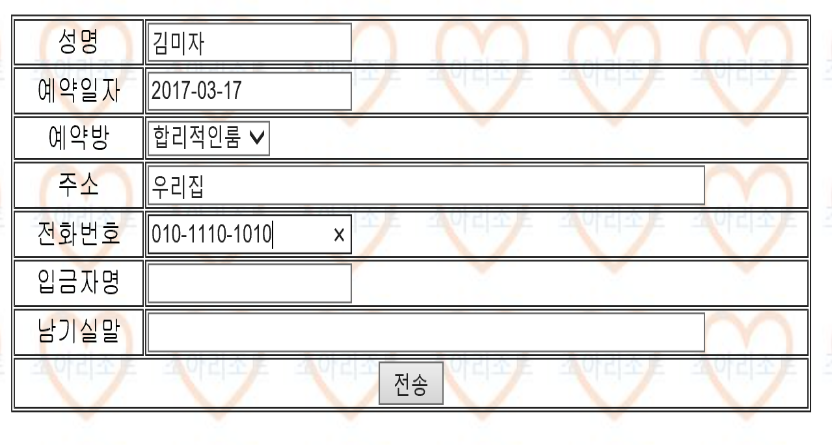 성명 김미자
예약일자 2017-03-17
예약방 합리적인룸
주소 우리집
전화번호 010-1110-1010 ×
입금자명
남기실말
전송